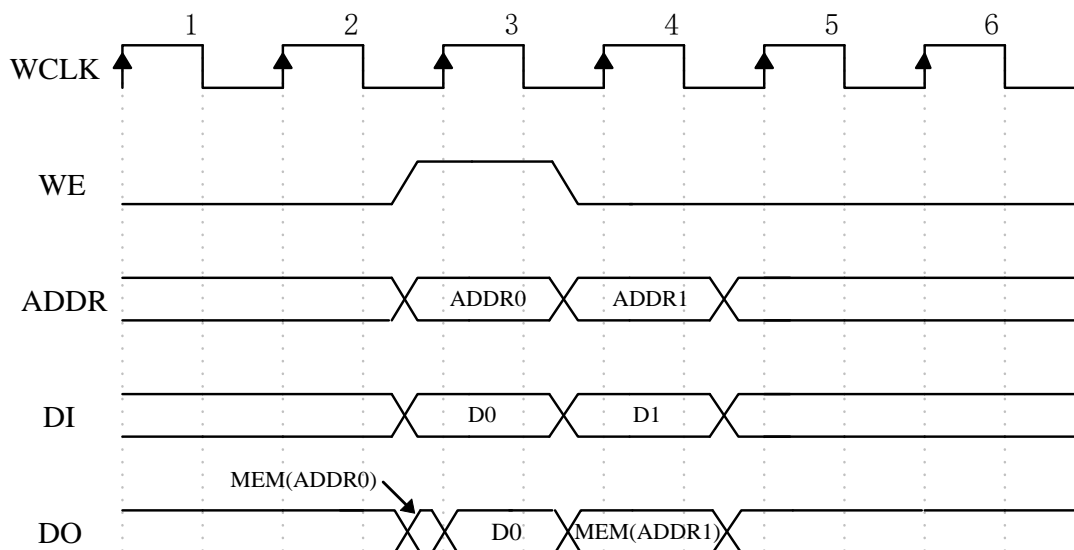 1 2 3 4 5 6
WCLK
WE
ADDR ADDR0 ADDR1
DI D0 D1
MEM(ADDR0)
DO D0 MEM(ADDR1)